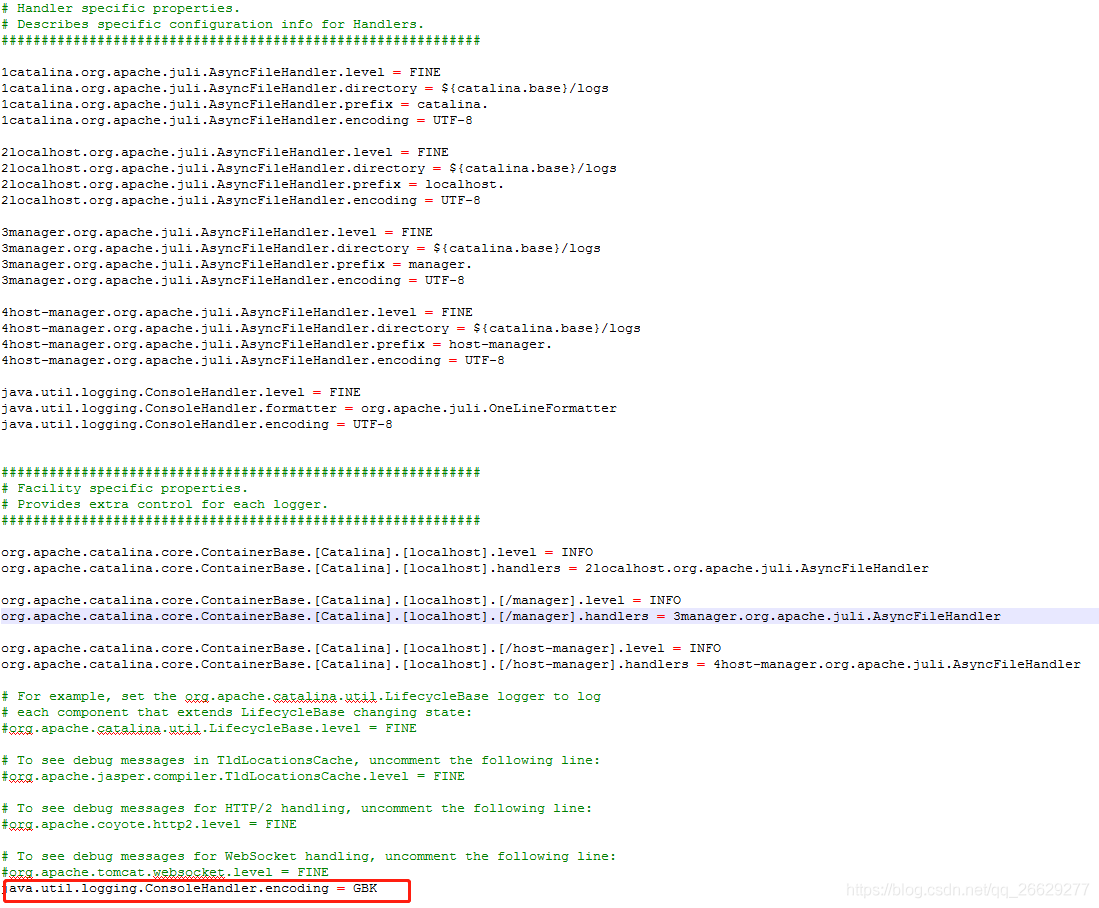 # Handler specific properties.
# Describes specific configuration info for Handlers.
############################################################
1catalina.org.apache.juli.AsyncFileHandler.level = FINE
1catalina.org.apache.juli.AsyncFileHandler.directory = ${catalina.base}/logs
1catalina.org.apache.juli.AsyncFileHandler.prefix = catalina.
1catalina.org.apache.juli.AsyncFileHandler.encoding = UTF-8
2localhost.org.apache.juli.AsyncFileHandler.level = FINE
2localhost.org.apache.juli.AsyncFileHandler.directory = ${catalina.base}/logs
2localhost.org.apache.juli.AsyncFileHandler.prefix = localhost.
2localhost.org.apache.juli.AsyncFileHandler.encoding = UTF-8
3manager.org.apache.juli.AsyncFileHandler.level = FINE
3manager.org.apache.juli.AsyncFileHandler.directory = ${catalina.base}/logs
3manager.org.apache.juli.AsyncFileHandler.prefix = manager.
3manager.org.apache.juli.AsyncFileHandler.encoding = UTF-8
4host-manager.org.apache.juli.AsyncFileHandler.level = FINE
4host-manager.org.apache.juli.AsyncFileHandler.directory = ${catalina.base}/logs
4host-manager.org.apache.juli.AsyncFileHandler.prefix = host-manager.
4host-manager.org.apache.juli.AsyncFileHandler.encoding = UTF-8
java.util.logging.ConsoleHandler.level = FINE
java.util.logging.ConsoleHandler.formatter = org.apache.juli.OneLineFormatter
java.util.logging.ConsoleHandler.encoding = UTF-8
############################################################
# Facility specific properties.
# Provides extra control for each logger.
############################################################
org.apache.catalina.core.ContainerBase.[Catalina].[localhost].level = INFO
org.apache.catalina.core.ContainerBase.[Catalina].[localhost].handlers = 2localhost.org.apache.juli.AsyncFileHandler
org.apache.catalina.core.ContainerBase.[Catalina].[localhost].[/manager].level = INFO
org.apache.catalina.core.ContainerBase.[Catalina].[localhost].[/manager].handlers = 3manager.org.apache.juli.AsyncFileHandler
org.apache.catalina.core.ContainerBase.[Catalina].[localhost].[/host-manager].level = INFO
org.apache.catalina.core.ContainerBase.[Catalina].[localhost].[/host-manager].handlers = 4host-manager.org.apache.juli.AsyncFileHandler
# For example, set the org.apache.catalina.util.LifecycleBase logger to log
# each component that extends LifecycleBase changing state:
#org.apache.catalina.util.LifecycleBase.level = FINE
# To see debug messages in TldLocationsCache, uncomment the following line:
#org.apache.jasper.compiler.TldLocationsCache.level = FINE
# To see debug messages for HTTP/2 handling, uncomment the following line:
#org.apache.coyote.http2.level = FINE
# To see debug messages for WebSocket handling, uncomment the following line:
#org.apache.tomcat.websocket.level = FINE
java.util.logging.ConsoleHandler.encoding = GBK
https://blog.csdn.net/qq_26629277